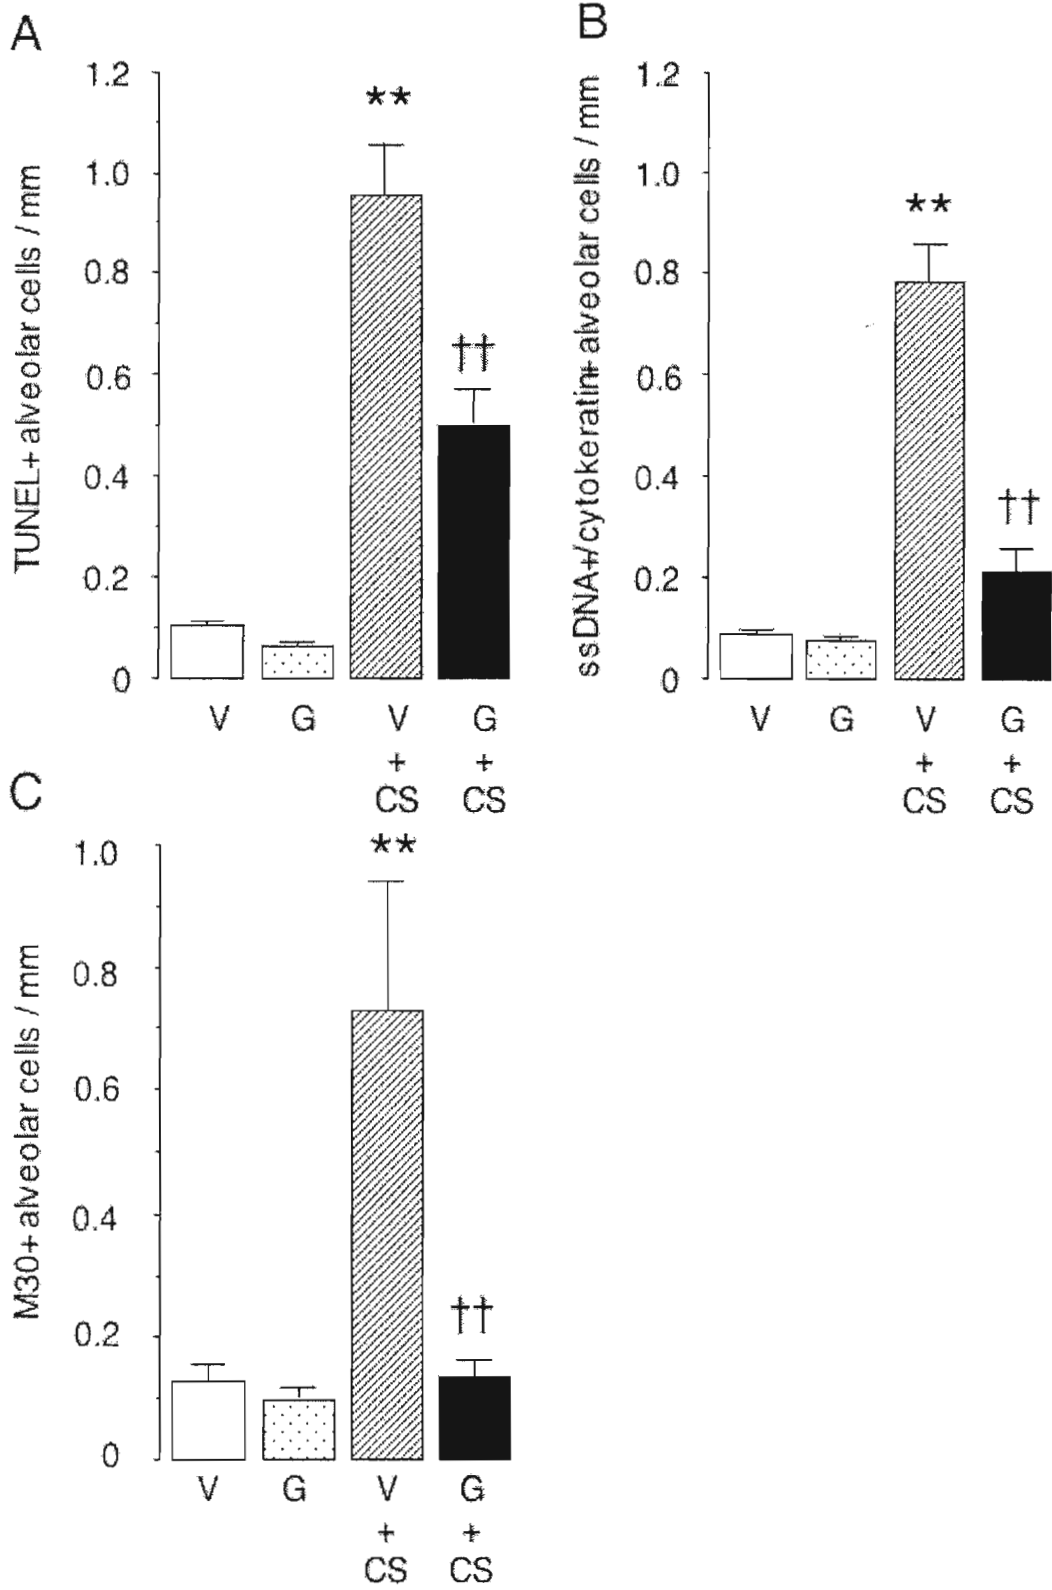 A
TUNEL+ alveolar cells / mm
1.2
1.0
0.8
0.6
0.4
0.2
0
**
††
V G V G
+ +
CS CS
B
ssDNA+/cytokeratin+ alveolar cells / mm
1.2
1.0
0.8
0.6
0.4
0.2
0
**
††
V G V G
+ +
CS CS
C
M30+ alveolar cells / mm
1.0
0.8
0.6
0.4
0.2
0
**
††
V G V G
+ +
CS CS